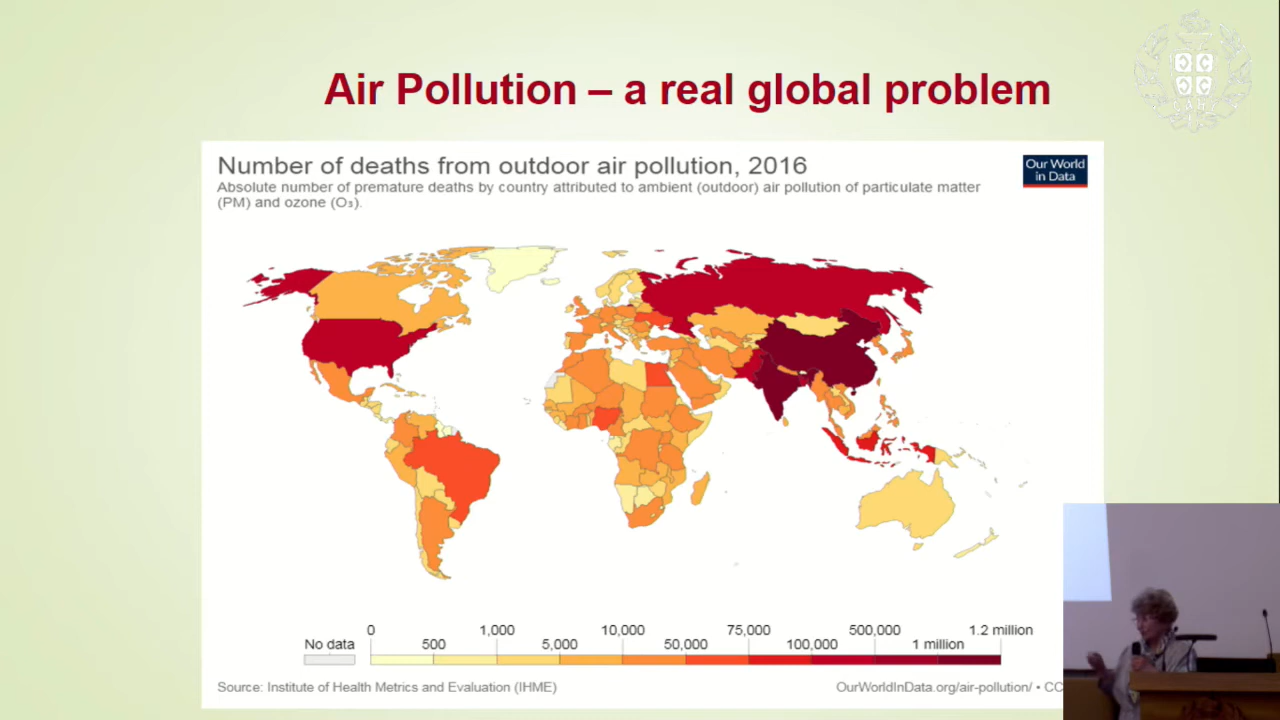 Air Pollution – a real global problem
Number of deaths from outdoor air pollution, 2016
Our World
in Data
Absolute number of premature deaths by country attributed to ambient (outdoor) air pollution of particulate matter
(PM) and ozone (O₃).
0 1,000 10,000 75,000 500,000 1.2 million
No data 500 5,000 50,000 100,000 1 million
Source: Institute of Health Metrics and Evaluation (IHME)
OurWorldInData.org/air-pollution/ • CC